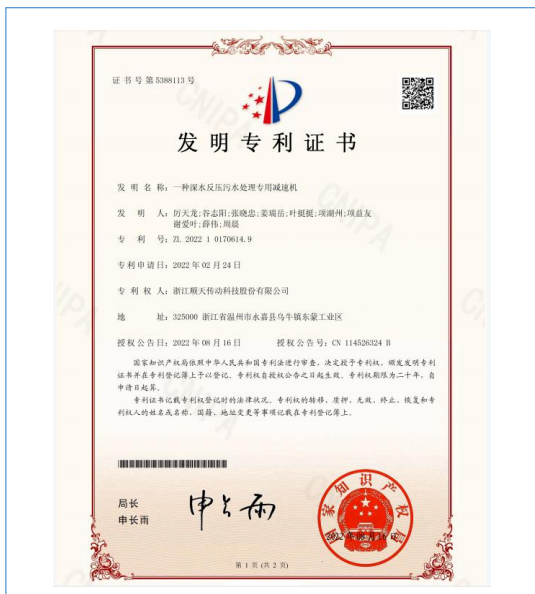 证书号第5388113号
发明专利证书
发 明 名 称：一种深水反压污水处理专用减速机
发 明 人：厉天龙;谷志阳;张晓忠;姜瑞岳;叶挺挺;项湖州;项益友
谢爱叶;薛伟;周晨
专 利 号：ZL 2022 1 0170614.9
专利申请日：2022年02月24日
专 利 权 人：浙江顺天传动科技股份有限公司
地 址：325000 浙江省温州市永嘉县乌牛镇东蒙工业区
授权公告日：2022年08月16日 授权公告号：CN 114526324 B
国家知识产权局依照中华人民共和国专利法进行审查，决定授予专利权，颁发发明专利
证书并在专利登记簿上予以登记。专利权自授权公告之日起生效。专利权期限为二十年，自
申请日起算。
专利证书记载专利权登记时的法律状况。专利权的转移、质押、无效、终止、恢复和专
利权人的姓名或名称、国籍、地址变更等事项记载在专利登记簿上。
局长
申长雨
申长雨
国家知识产权局
2022年08月16日
第 1 页 (共 2 页)
CNIPA
CNIPA
CNIPA